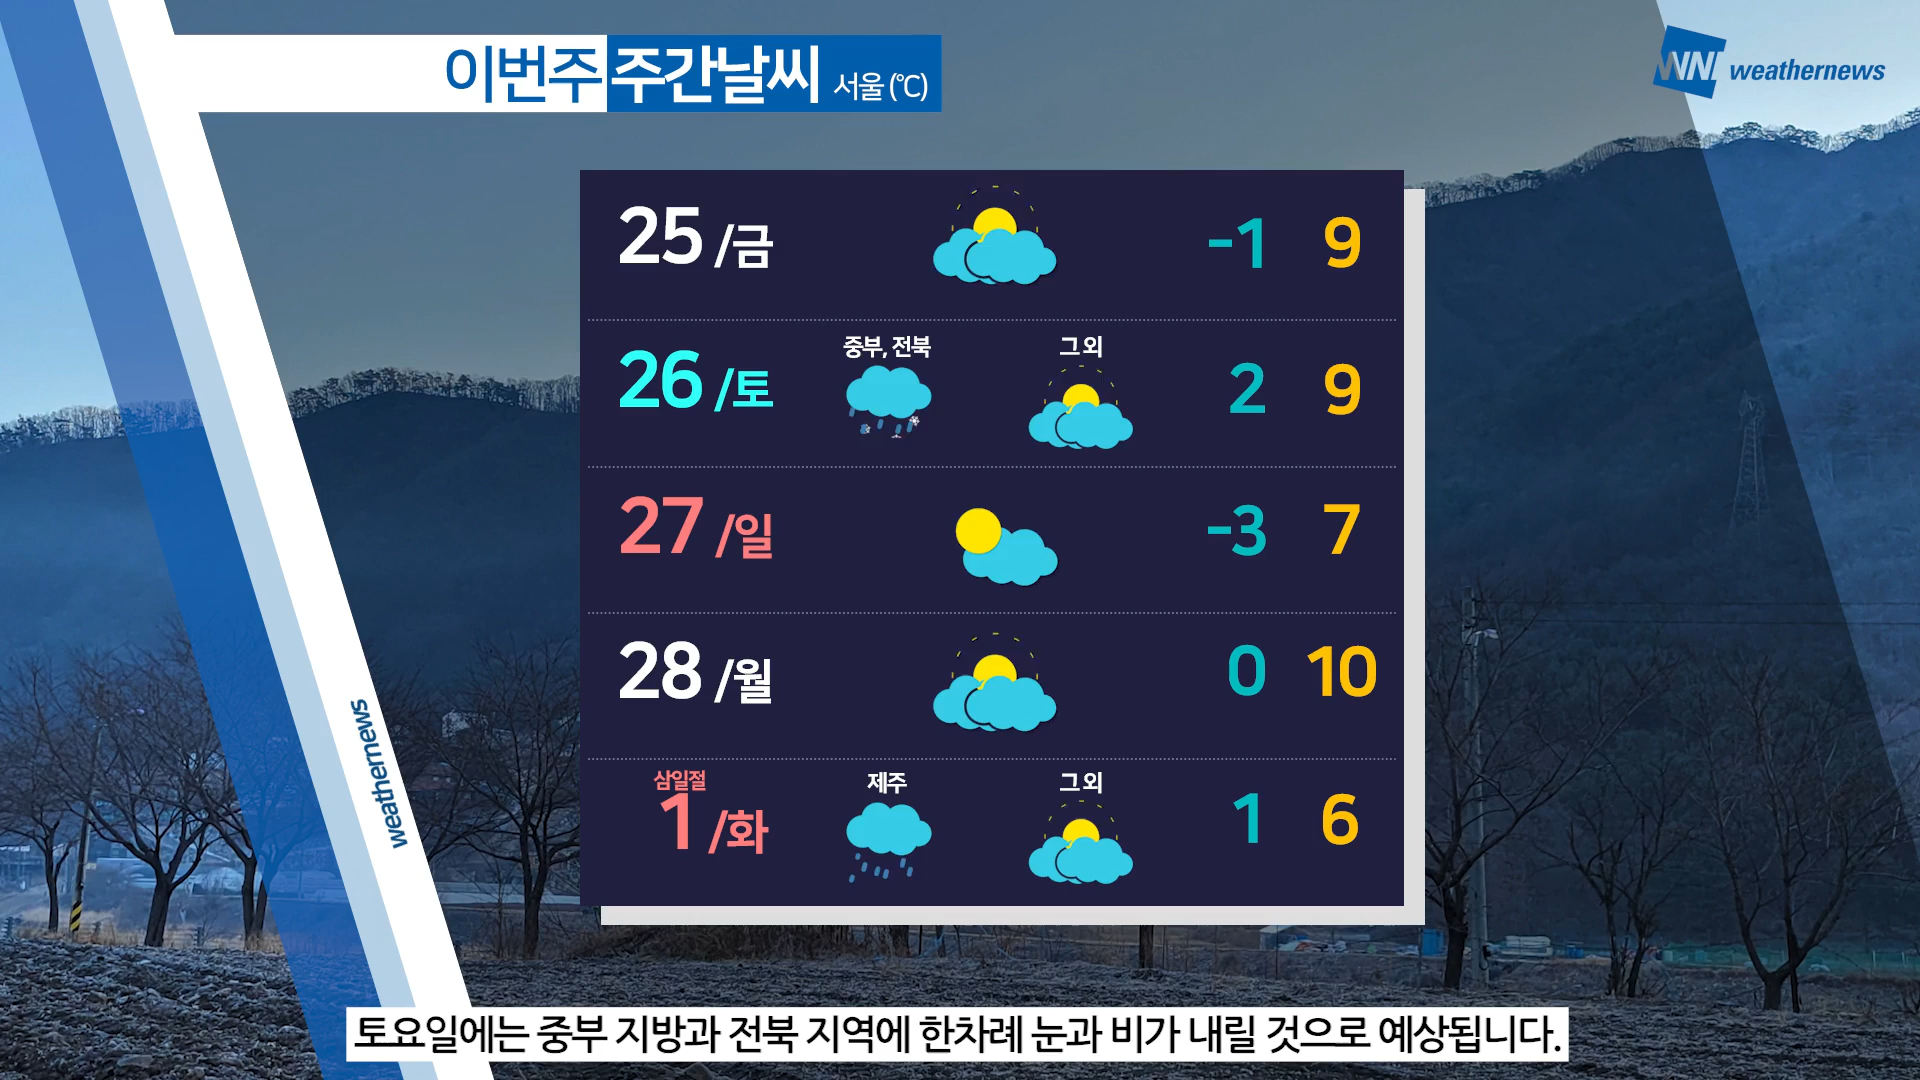 이번주 주간날씨 서울 (℃)
WNI weathernews
25 /금 -1 9
중부, 전북 그 외
26 /토 2 9
27 /일 -3 7
28 /월 0 10
삼일절 제주 그 외
1 /화 1 6
weathernews
토요일에는 중부 지방과 전북 지역에 한차례 눈과 비가 내릴 것으로 예상됩니다.